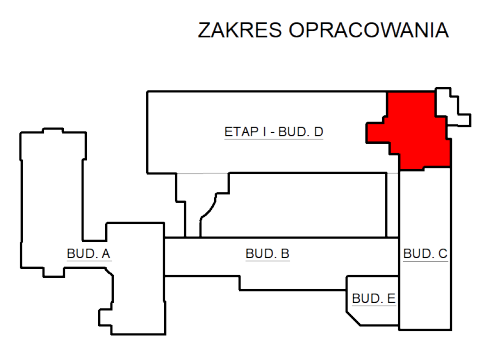 ZAKRES OPRACOWANIA
ETAP I - BUD. D
BUD. A
BUD. B
BUD. C
BUD. E